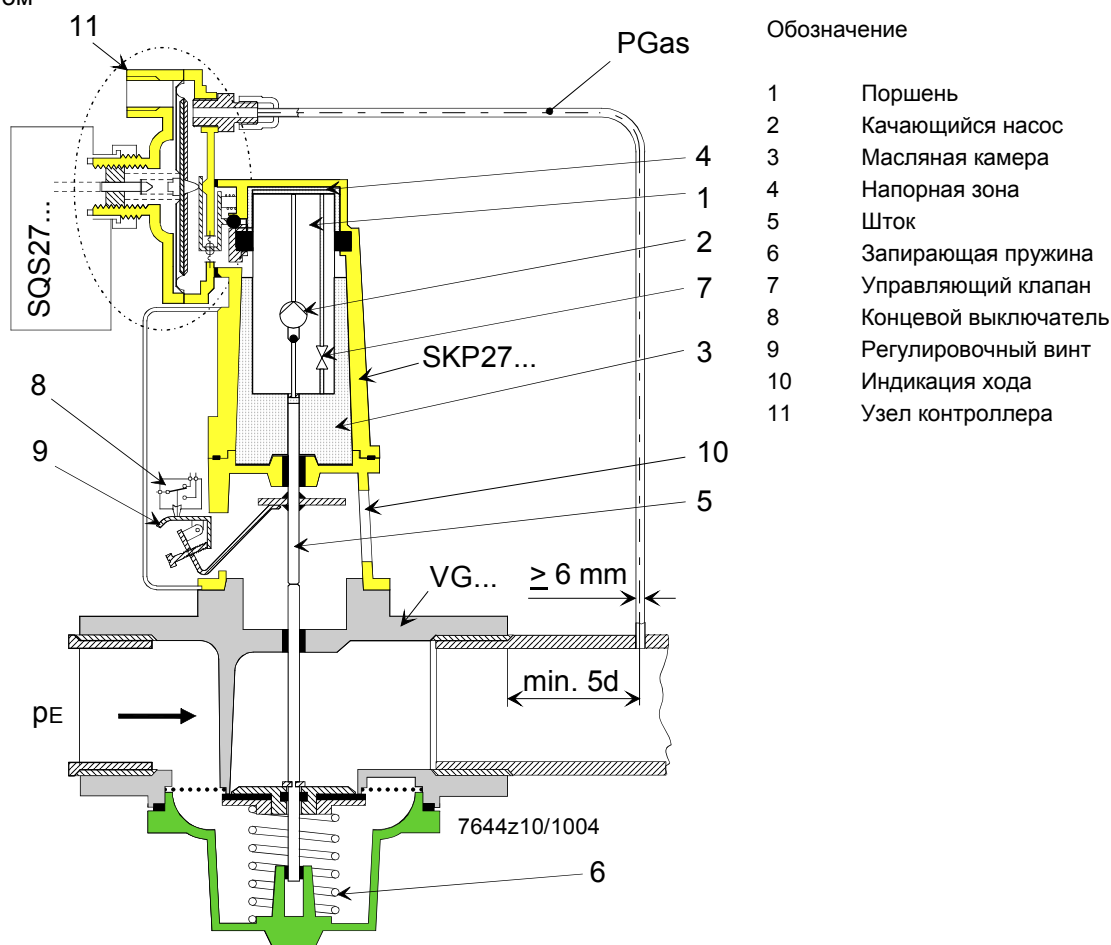 ом
11
PGas
4
1
2
7
3
10
5
6
8
9
SQS27...
SKP27...
VG...
≥ 6 mm
min. 5d
pE
7644z10/1004
Обозначение
1 Поршень
2 Качающийся насос
3 Масляная камера
4 Напорная зона
5 Шток
6 Запирающая пружина
7 Управляющий клапан
8 Концевой выключатель
9 Регулировочный винт
10 Индикация хода
11 Узел контроллера